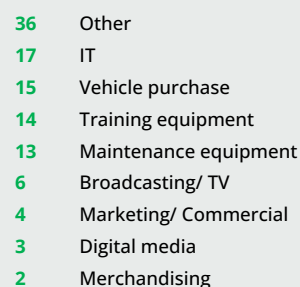 36 Other
17 IT
15 Vehicle purchase
14 Training equipment
13 Maintenance equipment
6 Broadcasting/ TV
4 Marketing/ Commercial
3 Digital media
2 Merchandising